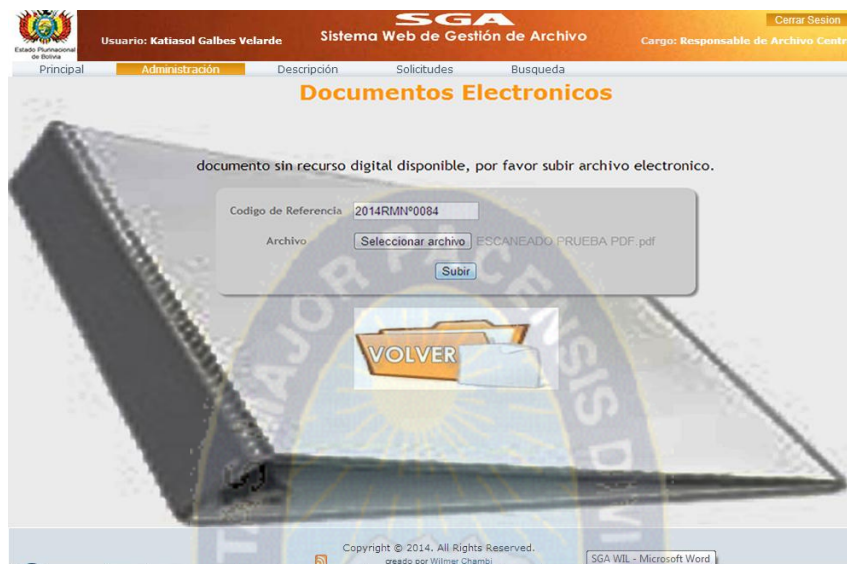 SGA
Cerrar Sesion
Usuario: Katiasol Galbes Velarde
Sistema Web de Gestión de Archivo
Cargo: Responsable de Archivo Centr
Estado Plurinacional
de Bolivia
Principal Administración Descripción Solicitudes Busqueda
Documentos Electronicos
documento sin recurso digital disponible, por favor subir archivo electronico.
Codigo de Referencia 2014RMNº0084
Archivo Seleccionar archivo ESCANEADO PRUEBA PDF.pdf
Subir
VOLVER
MAJOR PACENSIS DIVI
Copyright © 2014. All Rights Reserved.
creado por Wilmer Chambi
SGA WIL - Microsoft Word